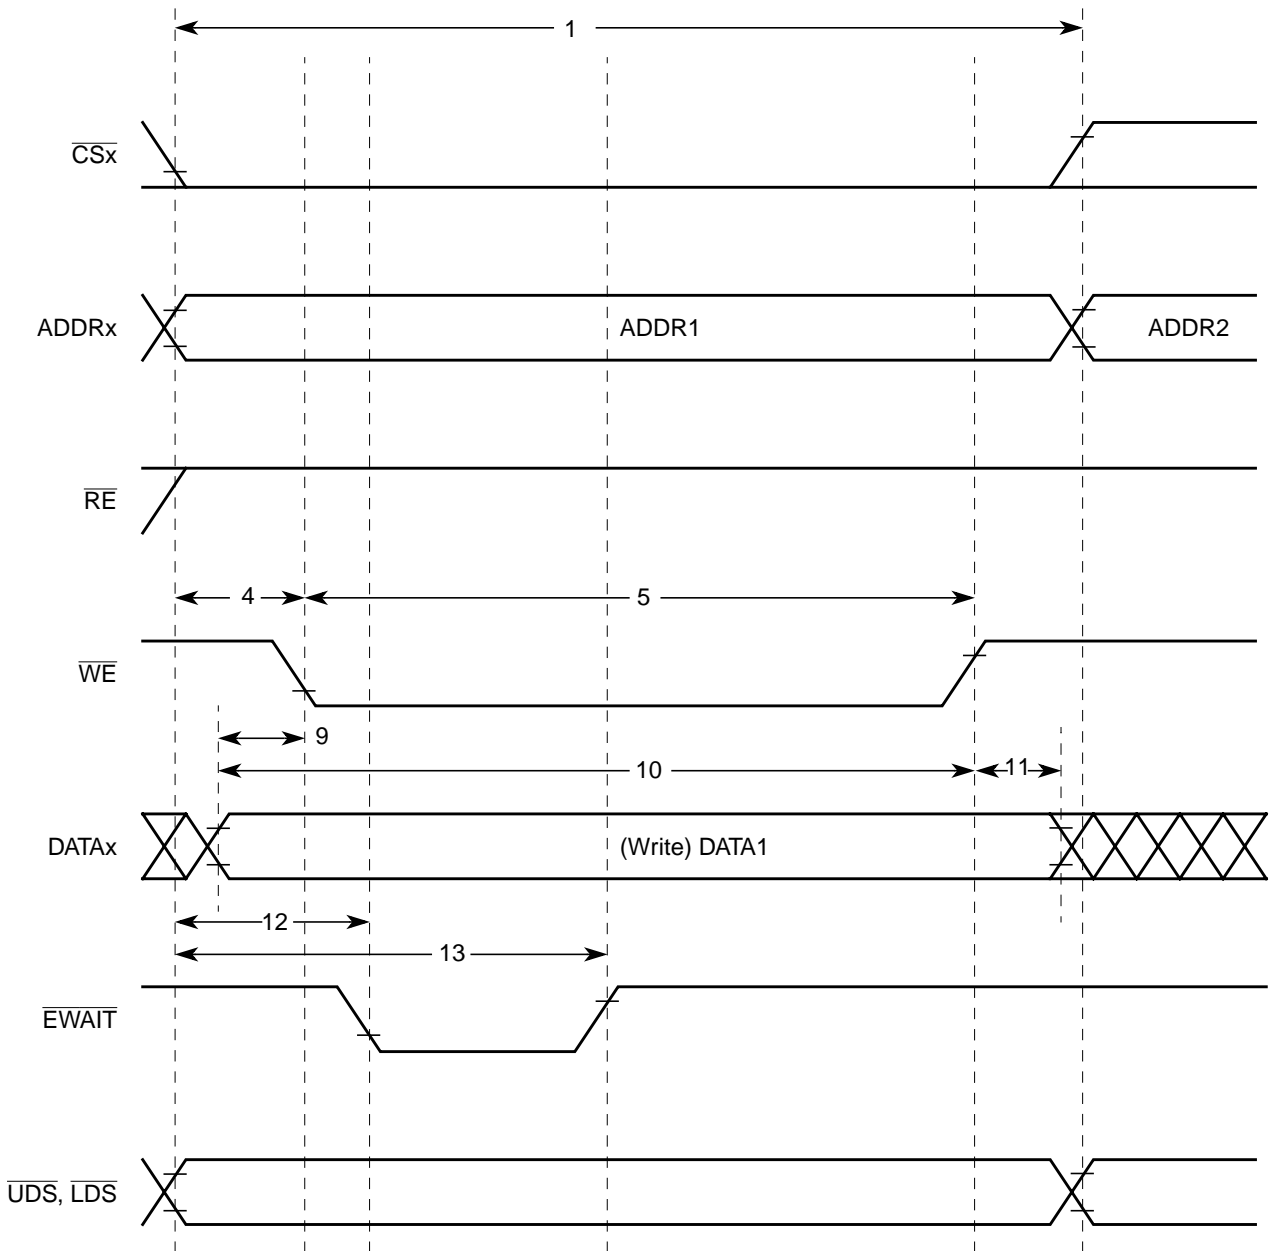 1
CSx
ADDRx
ADDR1
ADDR2
RE
4
5
WE
9
10
11
DATAx
(Write) DATA1
12
13
EWAIT
UDS, LDS